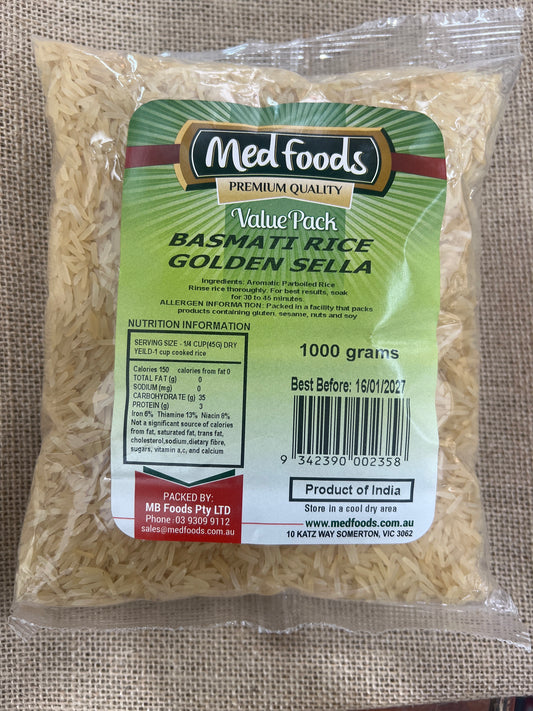 Med Foods
PREMIUM QUALITY
Value Pack
BASMATI RICE
GOLDEN SELLA
Ingredients: Aromatic Parboiled Rice
Rinse rice thoroughly. For best results, soak
for 30 to 45 minutes.
ALLERGEN INFORMATION: Packed in a facility that packs
products containing gluten, sesame, nuts and soy
NUTRITION INFORMATION
SERVING SIZE - 1/4 CUP(45G) DRY
YEILD-1 cup cooked rice
Calories 150 calories from fat 0
TOTAL FAT (g) 0
SODIUM (mg) 0
CARBOHYDRATE (g) 35
PROTEIN (g) 3
Iron 6% Thiamine 13% Niacin 8%
Not a significant source of calories
from fat, saturated fat, trans fat,
cholesterol,sodium,dietary fibre,
sugars, vitamin a,c, and calcium
1000 grams
Best Before: 16/01/2027
9 342390 002358
Product of India
Store in a cool dry area
www.medfoods.com.au
10 KATZ WAY SOMERTON, VIC 3062
PACKED BY:
MB Foods Pty LTD
Phone : 03 9309 9112
sales@medfoods.com.au